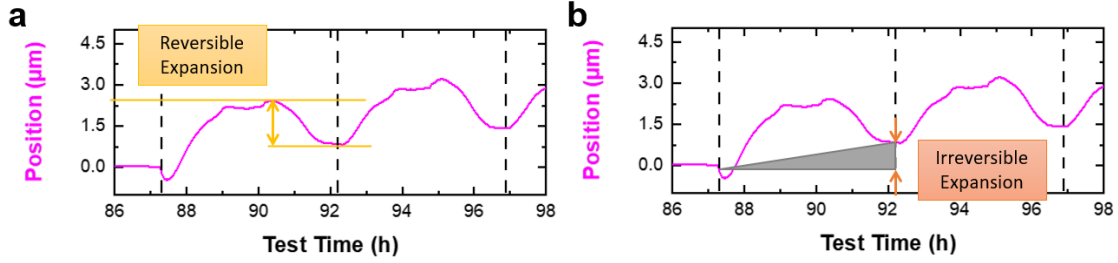 a
Position (μm)
4.5
3.0
1.5
0.0
Reversible
Expansion
86 88 90 92 94 96 98
Test Time (h)
b
Position (μm)
4.5
3.0
1.5
0.0
Irreversible
Expansion
86 88 90 92 94 96 98
Test Time (h)